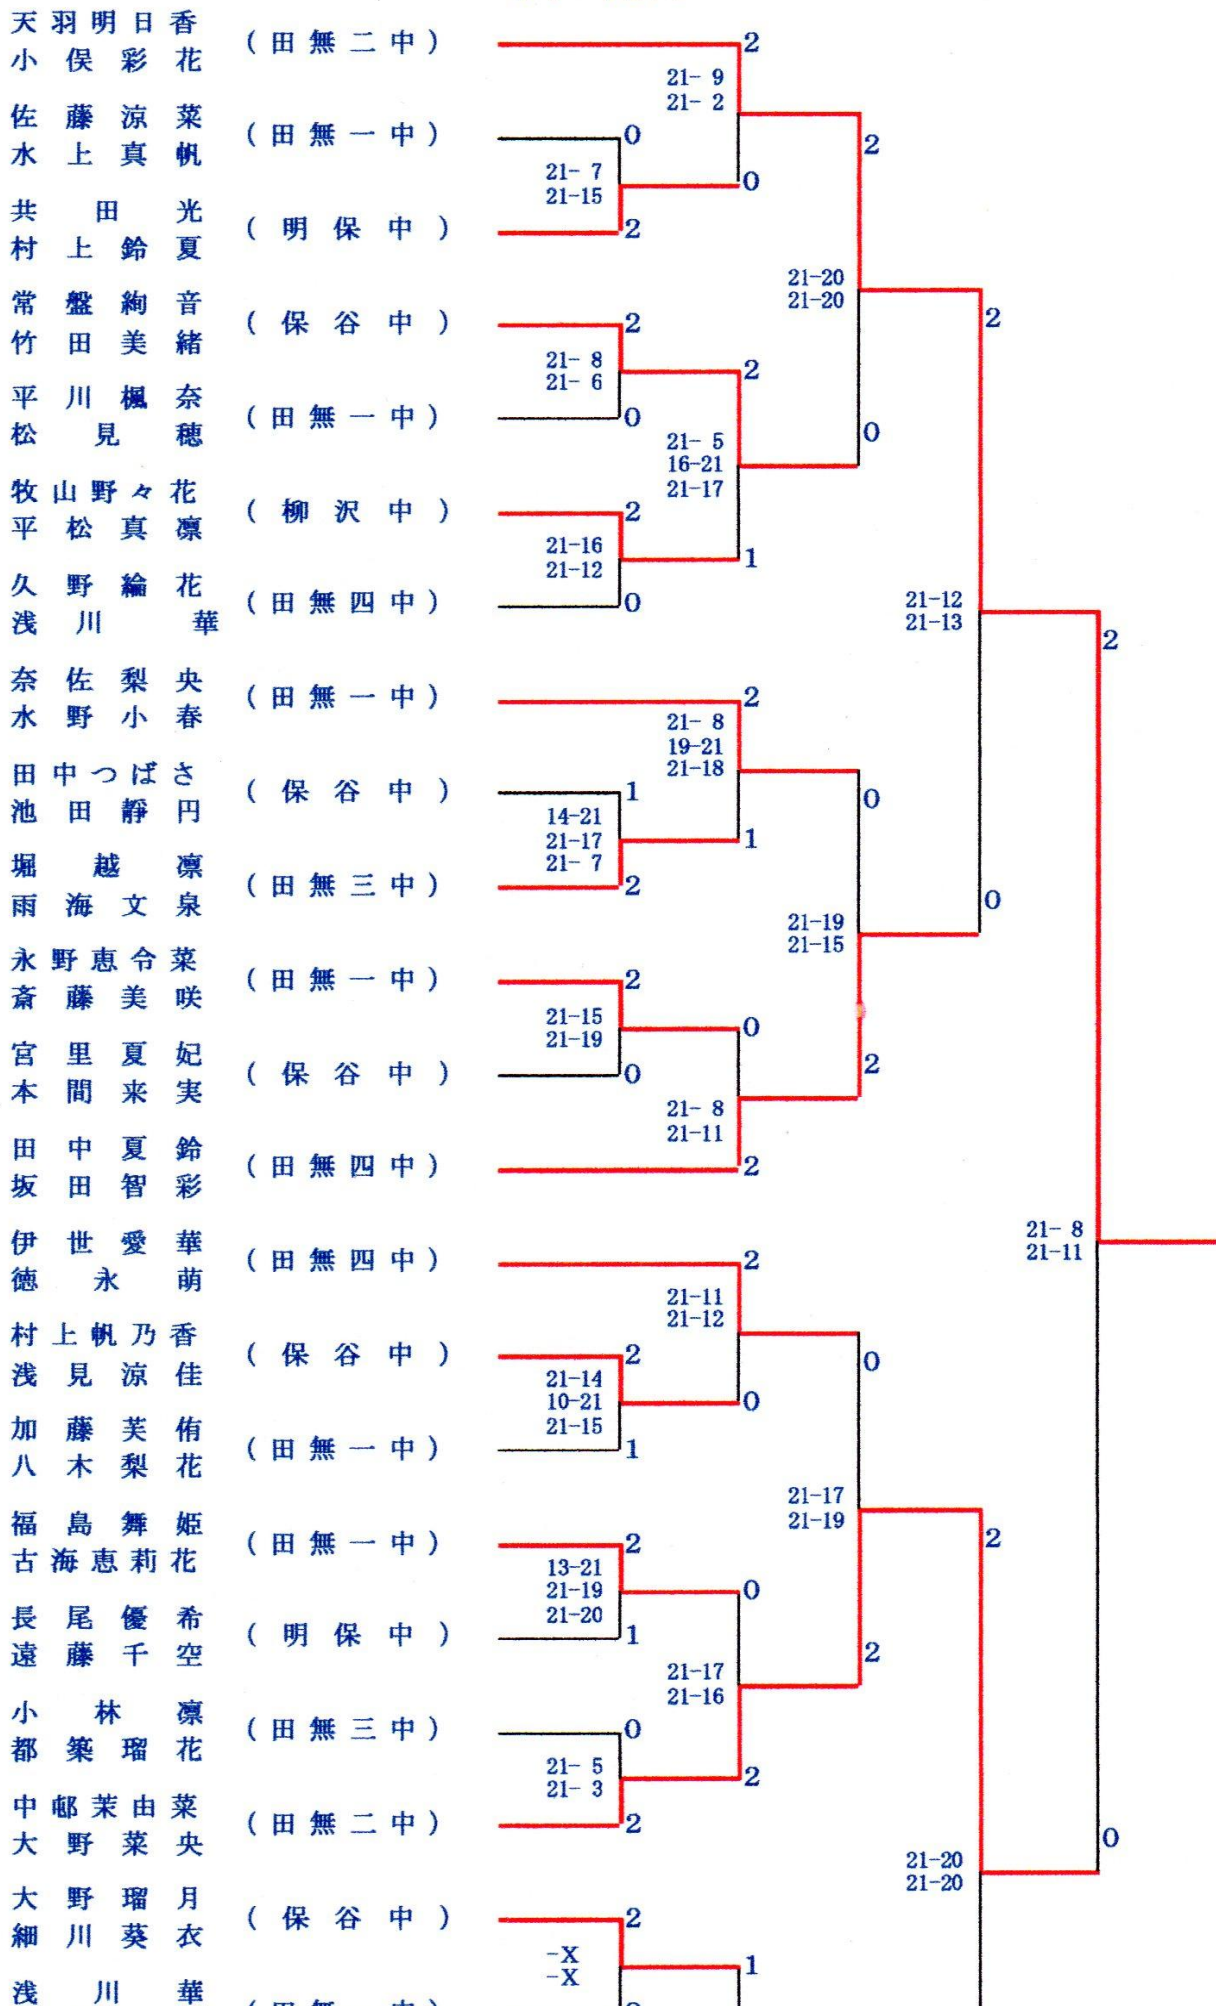 天羽明日香
小俣彩花
(田無二中)
2
21- 9
21- 2
2
佐藤涼菜
水上真帆
(田無一中)
0
21- 7
21-15
0
共田光
村上鈴夏
(明保中)
2
21-20
21-20
2
常盤絢音
竹田美緒
(保谷中)
2
21- 8
21- 6
2
平川楓奈
松見穂
(田無一中)
0
0
21- 5
16-21
21-17
牧山野々花
平松真凛
(柳沢中)
2
21-16
21-12
1
久野綸花
浅川華
(田無四中)
0
21-12
21-13
2
奈佐梨央
水野小春
(田無一中)
2
21- 8
19-21
21-18
0
田中つばさ
池田静円
(保谷中)
1
14-21
21-17
21- 7
1
堀越凛
雨海文泉
(田無三中)
2
0
21-19
21-15
永野恵令菜
斎藤美咲
(田無一中)
2
21-15
21-19
0
宮里夏妃
本間来実
(保谷中)
0
2
21- 8
21-11
田中夏鈴
坂田智彩
(田無四中)
2
21- 8
21-11
伊世愛華
徳永萌
(田無四中)
2
21-11
21-12
0
村上帆乃香
浅見涼佳
(保谷中)
2
21-14
10-21
21-15
0
加藤芙侑
八木梨花
(田無一中)
1
21-17
21-19
2
福島舞姫
古海恵莉花
(田無一中)
2
13-21
21-19
21-20
0
長尾優希
遠藤千空
(明保中)
1
2
21-17
21-16
小林凛
都築瑠花
(田無三中)
0
21- 5
21- 3
2
中邨茉由菜
大野菜央
(田無二中)
2
0
21-20
21-20
大野瑠月
細川葵衣
(保谷中)
2
-X
-X
1
浅川華